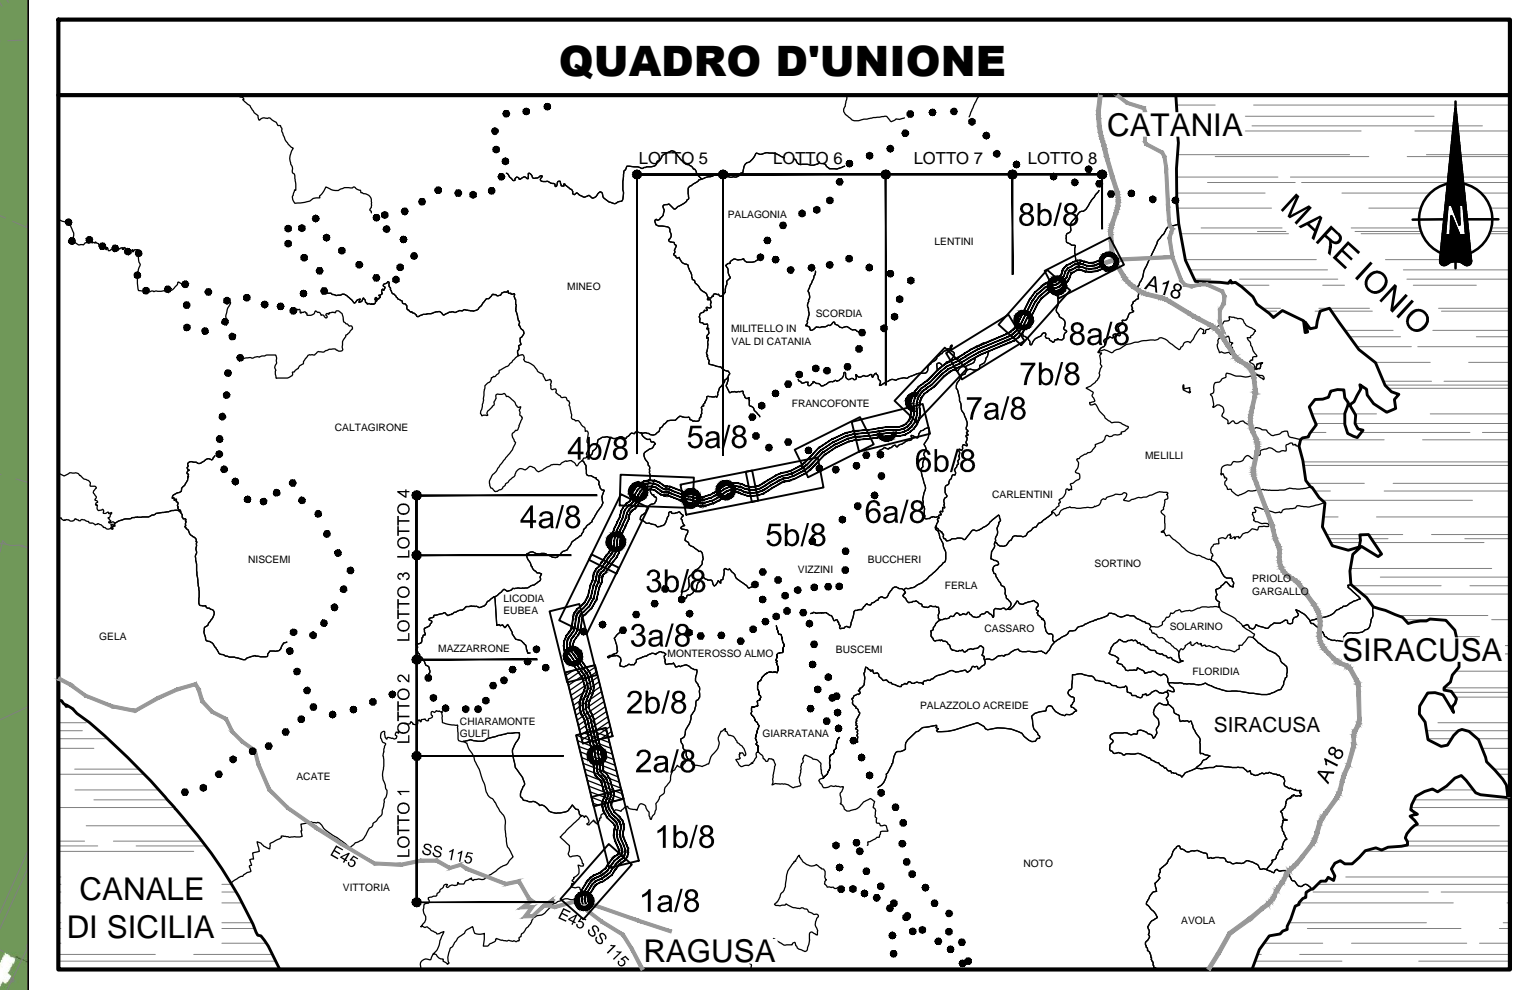 QUADRO D'UNIONE
CATANIA
LOTTO 5
LOTTO 6
LOTTO 7
LOTTO 8
8b/8
PALAGONIA
LENTINI
MARE IONIO
N
MINEO
A18
SCORDIA
MILITELLO IN
VAL DI CATANIA
8a/8
7b/8
FRANCOFONTE
7a/8
CALTAGIRONE
4b/8
5a/8
6b/8
MELILLI
CARLENTINI
LOTTO 4
4a/8
6a/8
5b/8
NISCEMI
VIZZINI
BUCCHERI
SORTINO
LOTTO 3
3b/8
FERLA
PRIOLO
GARGALLO
LICODIA
EUBEA
GELA
3a/8
CASSARO
SOLARINO
MAZZARRONE
MONTEROSSO ALMO
BUSCEMI
SIRACUSA
FLORIDIA
LOTTO 2
2b/8
PALAZZOLO ACREIDE
CHIARAMONTE
GULFI
GIARRATANA
SIRACUSA
2a/8
A18
ACATE
LOTTO 1
1b/8
E45
SS 115
NOTO
VITTORIA
CANALE
DI SICILIA
1a/8
E45 SS 115
AVOLA
RAGUSA